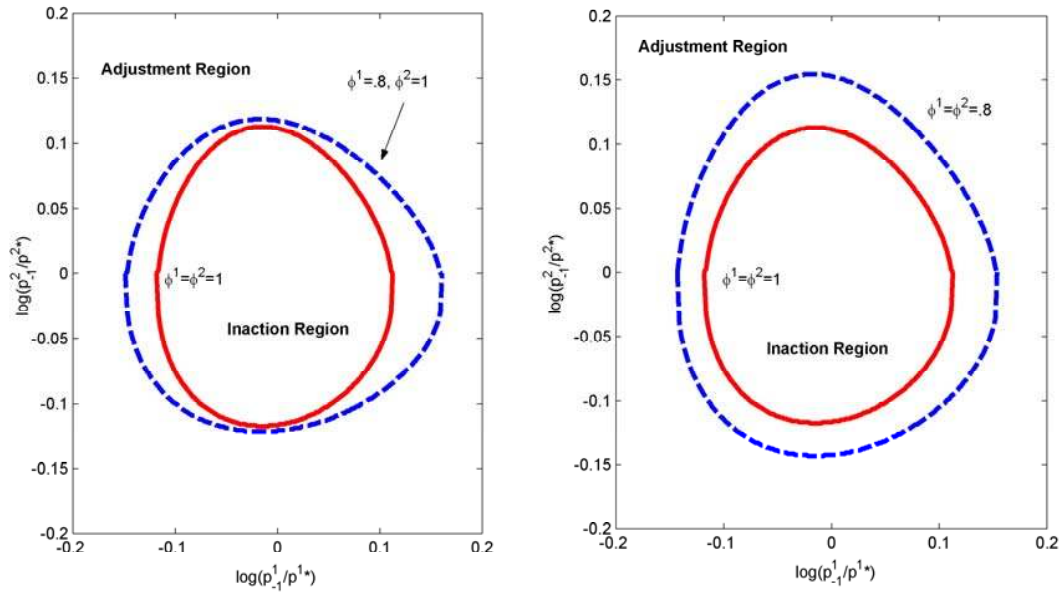 0.2
0.15
0.1
0.05
0
-0.05
-0.1
-0.15
-0.2
-0.2
-0.1
0
0.1
0.2
log(p²₋₁/p²*)
log(p¹₋₁/p¹*)
Adjustment Region
ϕ¹=.8, ϕ²=1
ϕ¹=ϕ²=1
Inaction Region
0.2
0.15
0.1
0.05
0
-0.05
-0.1
-0.15
-0.2
-0.2
-0.1
0
0.1
0.2
log(p²₋₁/p²*)
log(p¹₋₁/p¹*)
Adjustment Region
ϕ¹=ϕ²=.8
ϕ¹=ϕ²=1
Inaction Region